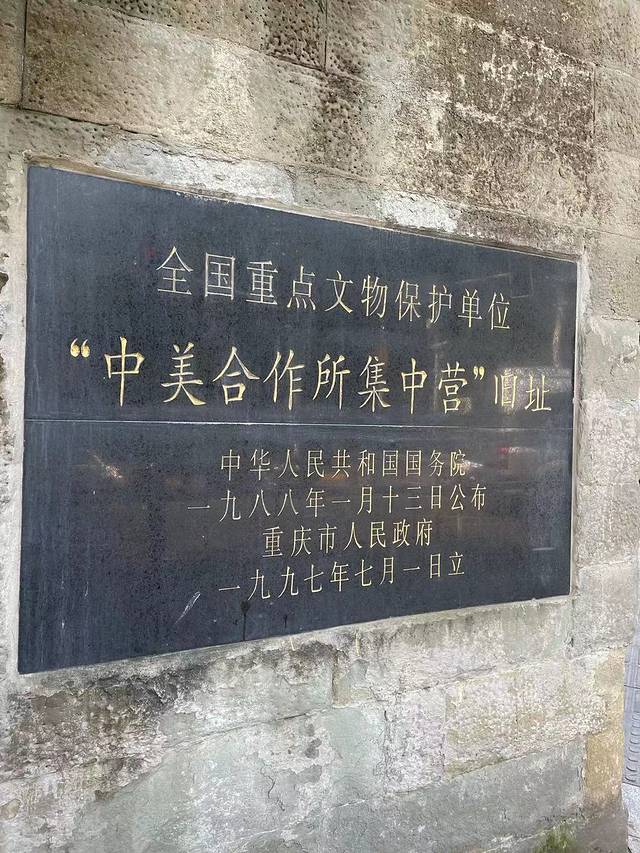 全国重点文物保护单位
“中美合作所集中营”旧址
中华人民共和国国务院
一九八八年一月十三日公布
重庆市人民政府
一九九七年七月一日立